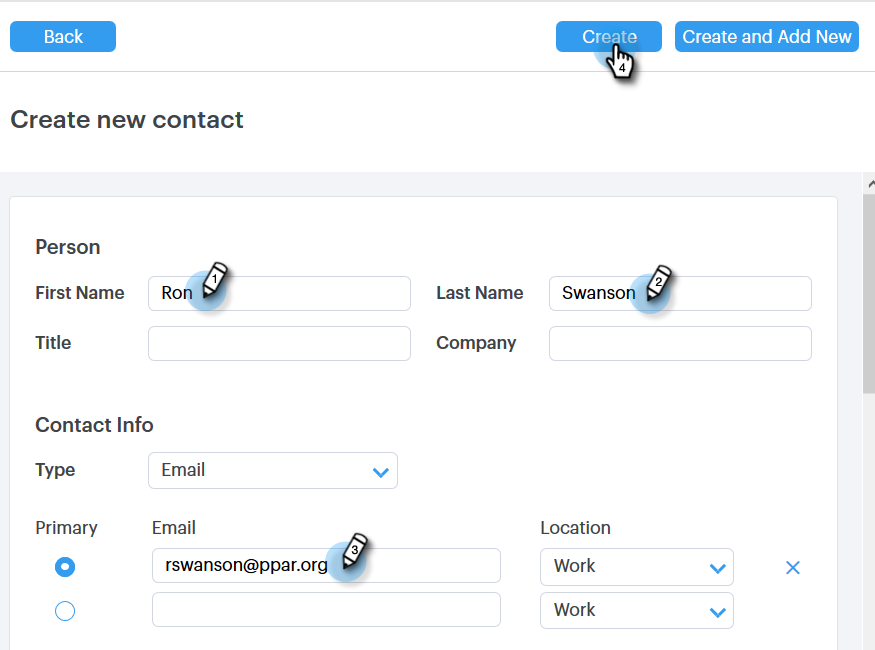 Back Create Create and Add New
4
Create new contact
Person
First Name Ron 1 Last Name Swanson 2
Title Company
Contact Info
Type Email
Primary Email Location
rswanson@ppar.org 3 Work
Work